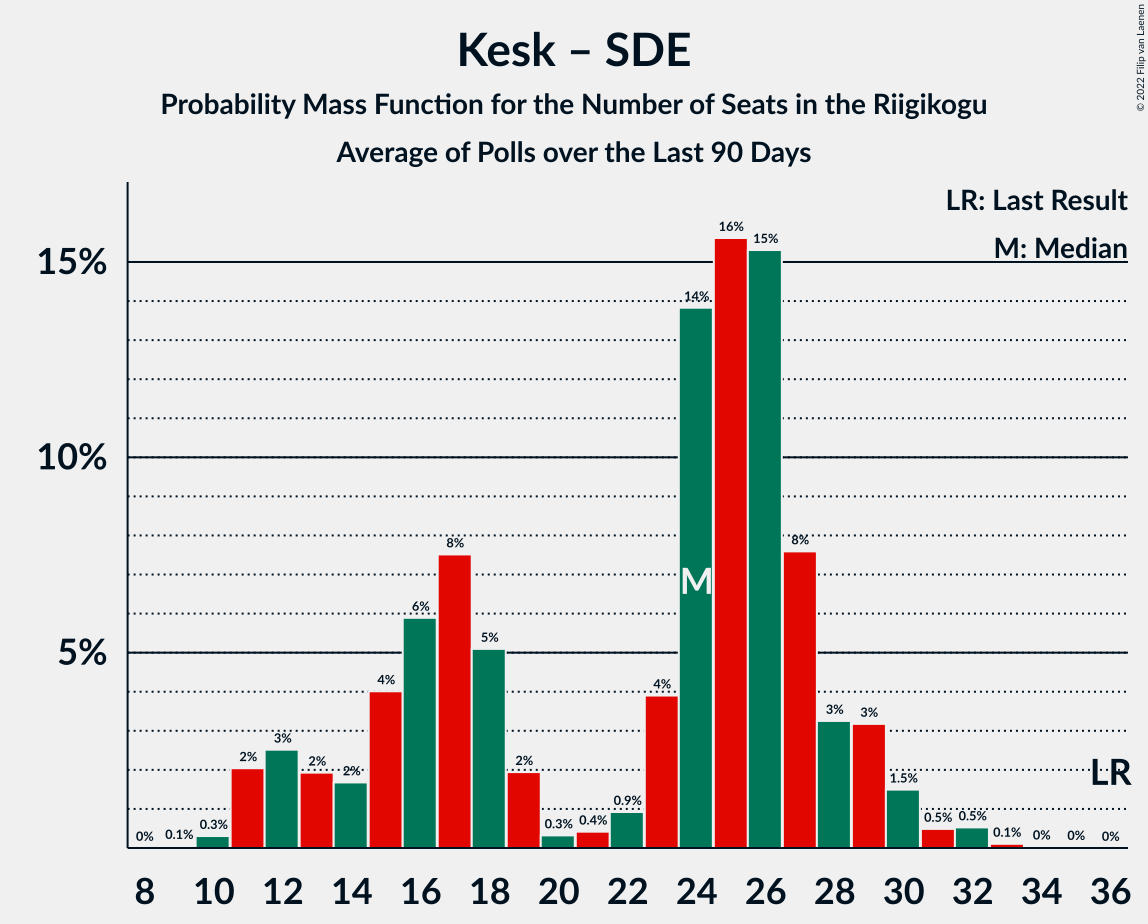 Kesk – SDE
Probability Mass Function for the Number of Seats in the Riigikogu
Average of Polls over the Last 90 Days
© 2022 Filip van Laenen
LR: Last Result
M: Median
15%
10%
5%
0% 0.1% 0.3% 2% 3% 2% 2% 4% 6% 8% 5% 2% 0.3% 0.4% 0.9% 4% 14% 16% 15% 8% 3% 3% 1.5% 0.5% 0.5% 0.1% 0% 0% 0%
M
LR
8 10 12 14 16 18 20 22 24 26 28 30 32 34 36